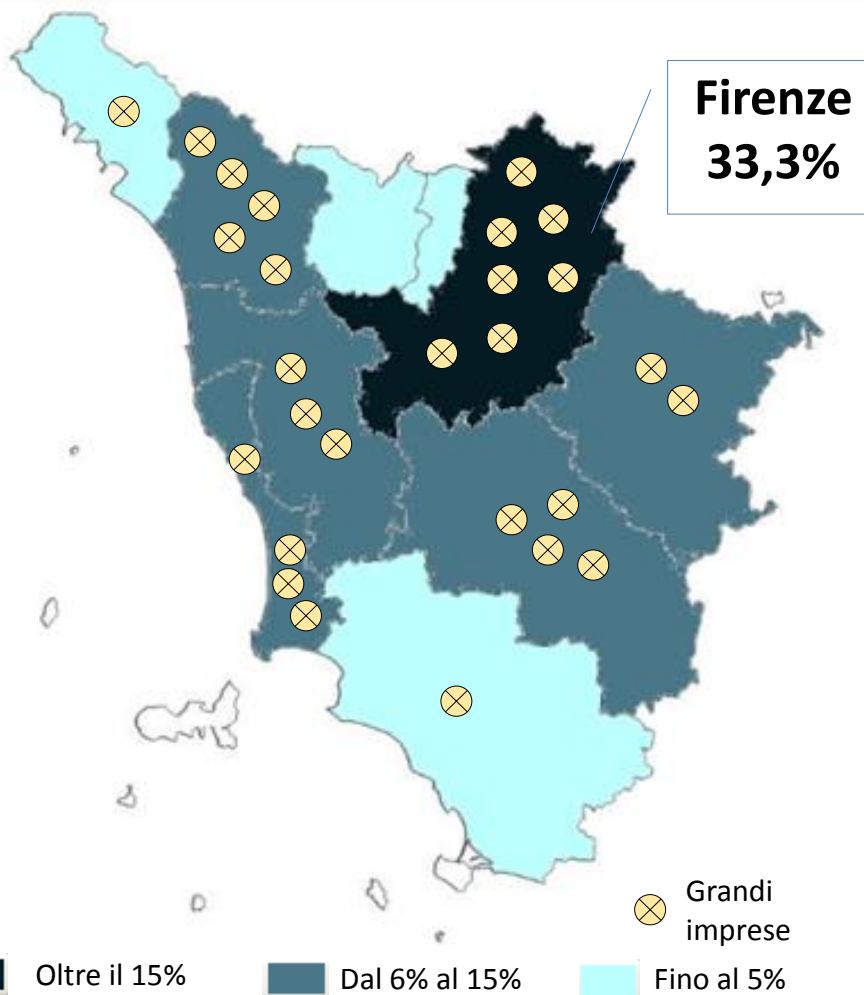 Firenze
33,3%
Grandi
imprese
Oltre il 15%
Dal 6% al 15%
Fino al 5%